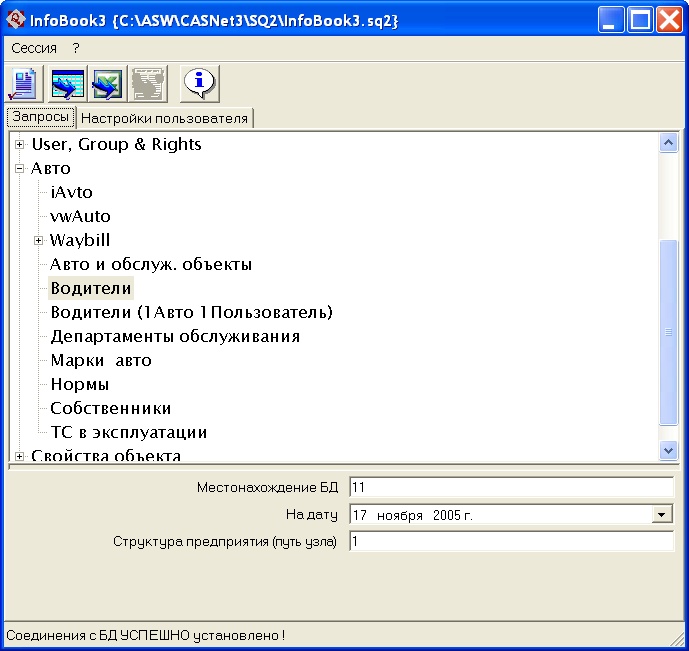 InfoBook3 {C:\ASW\CASNet3\SQ2\InfoBook3.sq2}
Сессия ?
Запросы Настройки пользователя
User, Group & Rights
Авто
iAvto
vwAuto
Waybill
Авто и обслуж. объекты
Водители
Водители (1Авто 1Пользователь)
Департаменты обслуживания
Марки авто
Нормы
Собственники
ТС в эксплуатации
Свойства объекта
Местонахождение БД 11
На дату 17 ноября 2005 г.
Структура предприятия (путь узла) 1
Соединения с БД УСПЕШНО установлено !